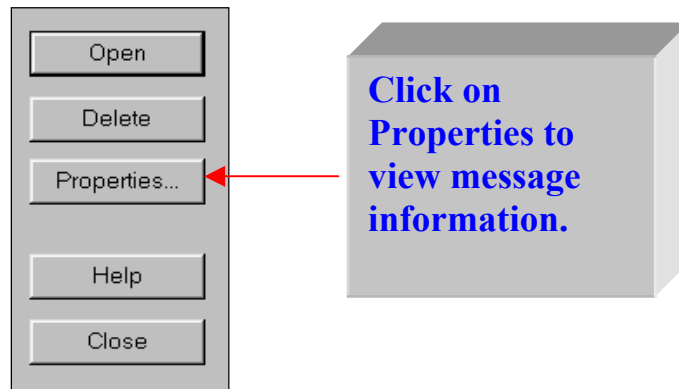 Open
Delete
Properties...
Help
Close
Click on
Properties to
view message
information.